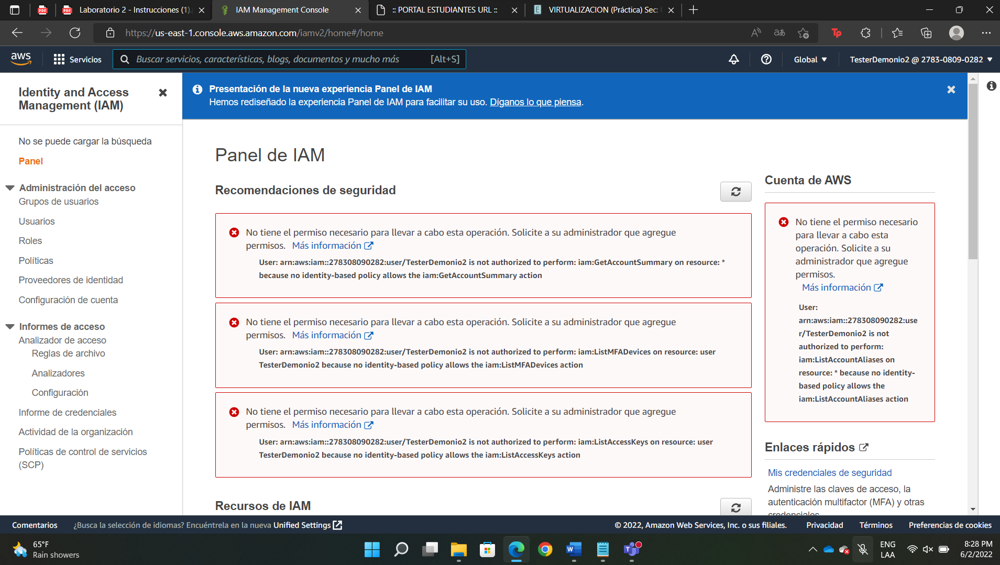 Laboratorio 2 - Instrucciones (1).
IAM Management Console
:: PORTAL ESTUDIANTES URL ::
VIRTUALIZACION (Práctica) Sec:
https://us-east-1.console.aws.amazon.com/iamv2/home#/home
aws
Servicios
Buscar servicios, características, blogs, documentos y mucho más [Alt+S]
Global
TesterDemonio2 @ 2783-0809-0282
Identity and Access
Management (IAM)
No se puede cargar la búsqueda
Panel
Administración del acceso
Grupos de usuarios
Usuarios
Roles
Políticas
Proveedores de identidad
Configuración de cuenta
Informes de acceso
Analizador de acceso
Reglas de archivo
Analizadores
Configuración
Informe de credenciales
Actividad de la organización
Políticas de control de servicios
(SCP)
Presentación de la nueva experiencia Panel de IAM
Hemos rediseñado la experiencia Panel de IAM para facilitar su uso. Díganos lo que piensa.
Panel de IAM
Recomendaciones de seguridad
No tiene el permiso necesario para llevar a cabo esta operación. Solicite a su administrador que agregue
permisos. Más información
User: arn:aws:iam::278308090282:user/TesterDemonio2 is not authorized to perform: iam:GetAccountSummary on resource: *
because no identity-based policy allows the iam:GetAccountSummary action
No tiene el permiso necesario para llevar a cabo esta operación. Solicite a su administrador que agregue
permisos. Más información
User: arn:aws:iam::278308090282:user/TesterDemonio2 is not authorized to perform: iam:ListMFADevices on resource: user
TesterDemonio2 because no identity-based policy allows the iam:ListMFADevices action
No tiene el permiso necesario para llevar a cabo esta operación. Solicite a su administrador que agregue
permisos. Más información
User: arn:aws:iam::278308090282:user/TesterDemonio2 is not authorized to perform: iam:ListAccessKeys on resource: user
TesterDemonio2 because no identity-based policy allows the iam:ListAccessKeys action
Recursos de IAM
Cuenta de AWS
No tiene el permiso necesario
para llevar a cabo esta
operación. Solicite a su
administrador que agregue
permisos.
Más información
User:
arn:aws:iam::278308090282:use
r/TesterDemonio2 is not
authorized to perform:
iam:ListAccountAliases on
resource: * because no identity-
based policy allows the
iam:ListAccountAliases action
Enlaces rápidos
Mis credenciales de seguridad
Administre las claves de acceso, la
autenticación multifactor (MFA) y otras
credenciales.
Comentarios
¿Busca la selección de idiomas? Encuéntrela en la nueva Unified Settings
© 2022, Amazon Web Services, Inc. o sus filiales.
Privacidad
Términos
Preferencias de cookies
65°F
Rain showers
ENG
LAA
8:28 PM
6/2/2022